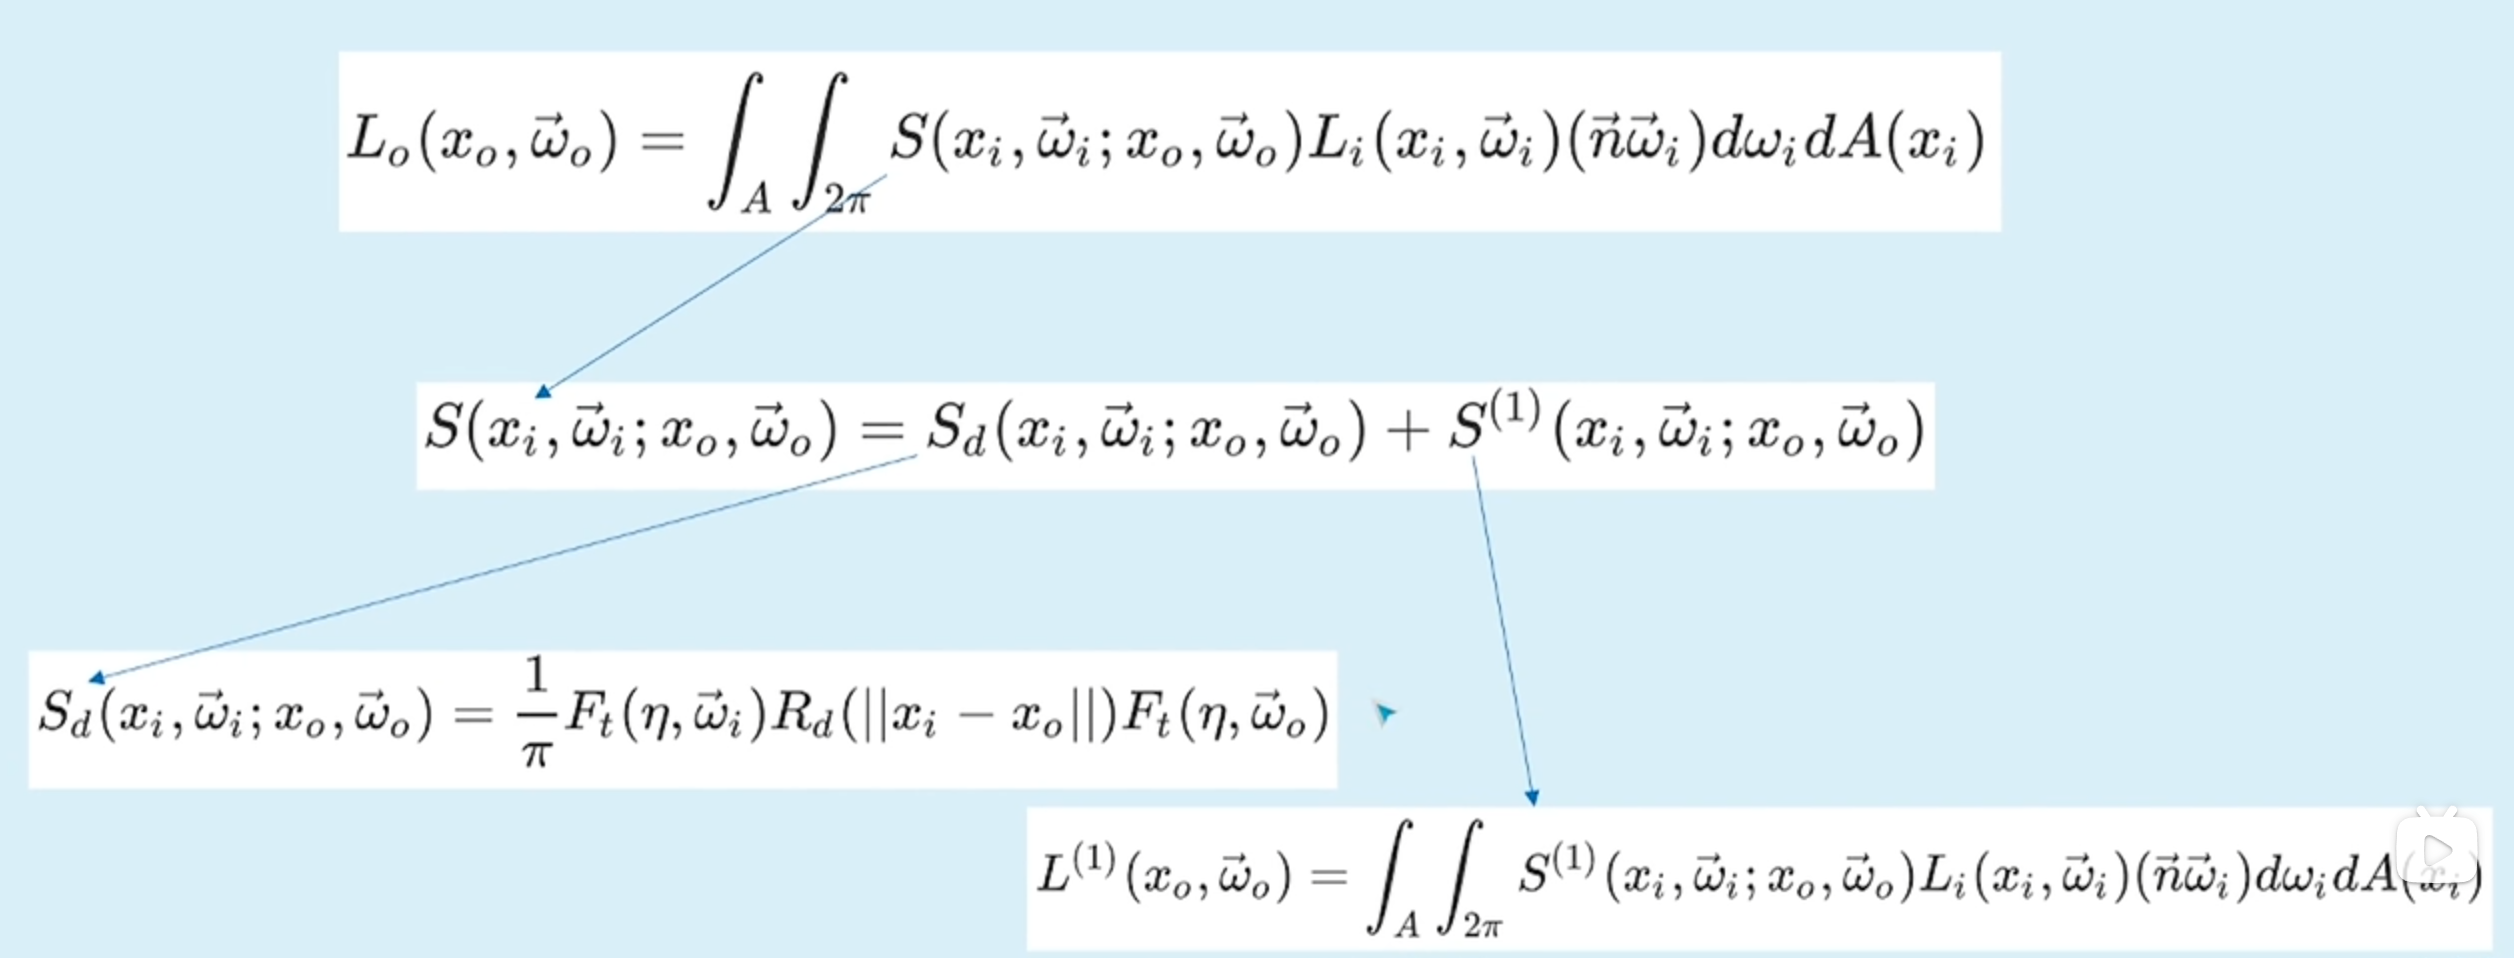 $L_o(x_o, \vec{\omega}_o) = \int_A \int_{2\pi} S(x_i, \vec{\omega}_i; x_o, \vec{\omega}_o) L_i(x_i, \vec{\omega}_i)(\vec{n}\vec{\omega}_i) d\omega_i dA(x_i)$
$S(x_i, \vec{\omega}_i; x_o, \vec{\omega}_o) = S_d(x_i, \vec{\omega}_i; x_o, \vec{\omega}_o) + S^{(1)}(x_i, \vec{\omega}_i; x_o, \vec{\omega}_o)$
$S_d(x_i, \vec{\omega}_i; x_o, \vec{\omega}_o) = \frac{1}{\pi} F_t(\eta, \vec{\omega}_i) R_d(||x_i - x_o||) F_t(\eta, \vec{\omega}_o)$
$L^{(1)}(x_o, \vec{\omega}_o) = \int_A \int_{2\pi} S^{(1)}(x_i, \vec{\omega}_i; x_o, \vec{\omega}_o) L_i(x_i, \vec{\omega}_i)(\vec{n}\vec{\omega}_i) d\omega_i dA(x_i)$